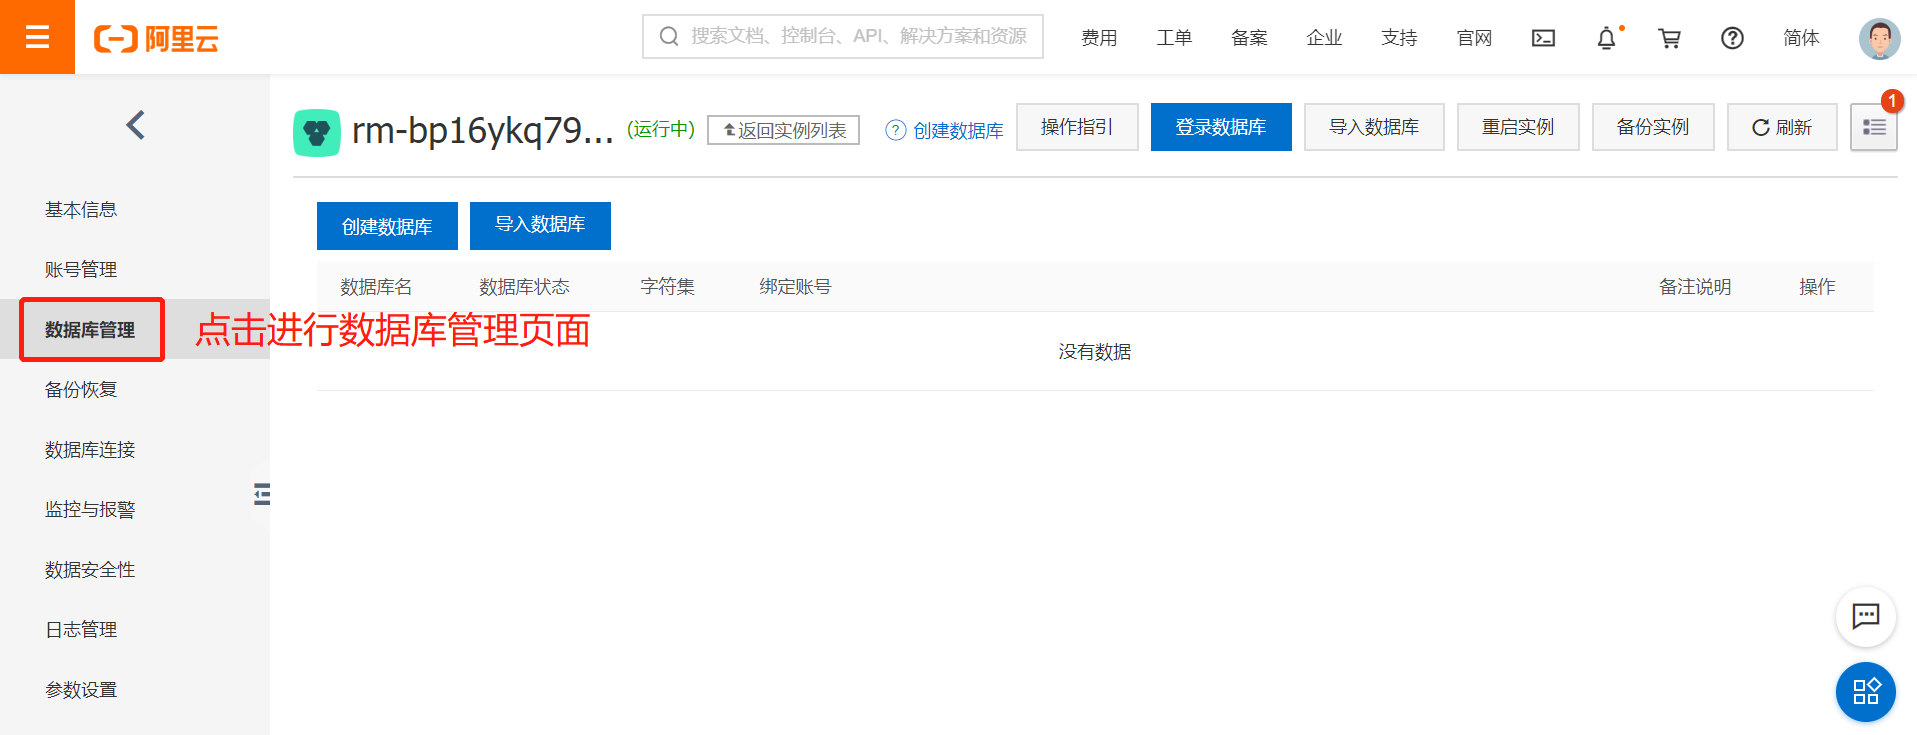 阿里云
搜索文档、控制台、API、解决方案和资源
费用 工单 备案 企业 支持 官网 简体
rm-bp16ykq79... (运行中) 返回实例列表 ? 创建数据库 操作指引 登录数据库 导入数据库 重启实例 备份实例 刷新 1
基本信息
账号管理
数据库管理
备份恢复
数据库连接
监控与报警
数据安全性
日志管理
参数设置
创建数据库 导入数据库
数据库名 数据库状态 字符集 绑定账号 备注说明 操作
点击进行数据库管理页面
没有数据